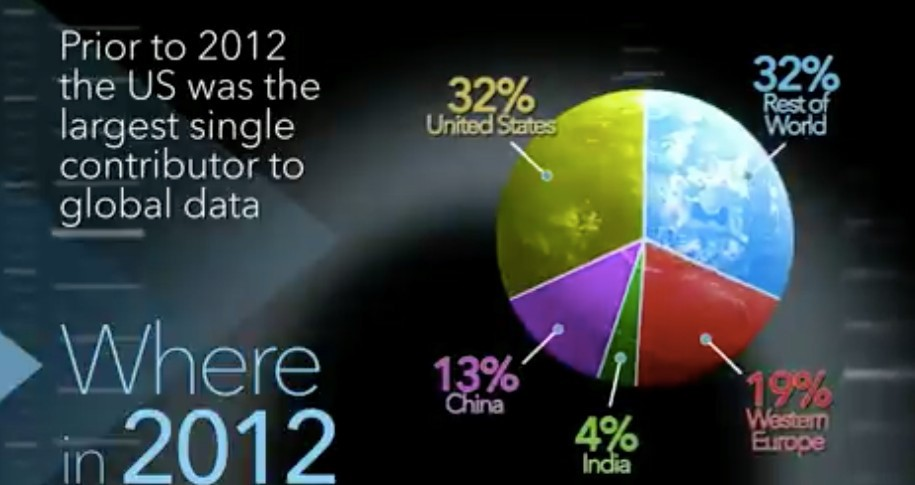 Prior to 2012
the US was the
largest single
contributor to
global data
Where
in 2012
32%
United States
32%
Rest of
World
13%
China
4%
India
19%
Western
Europe